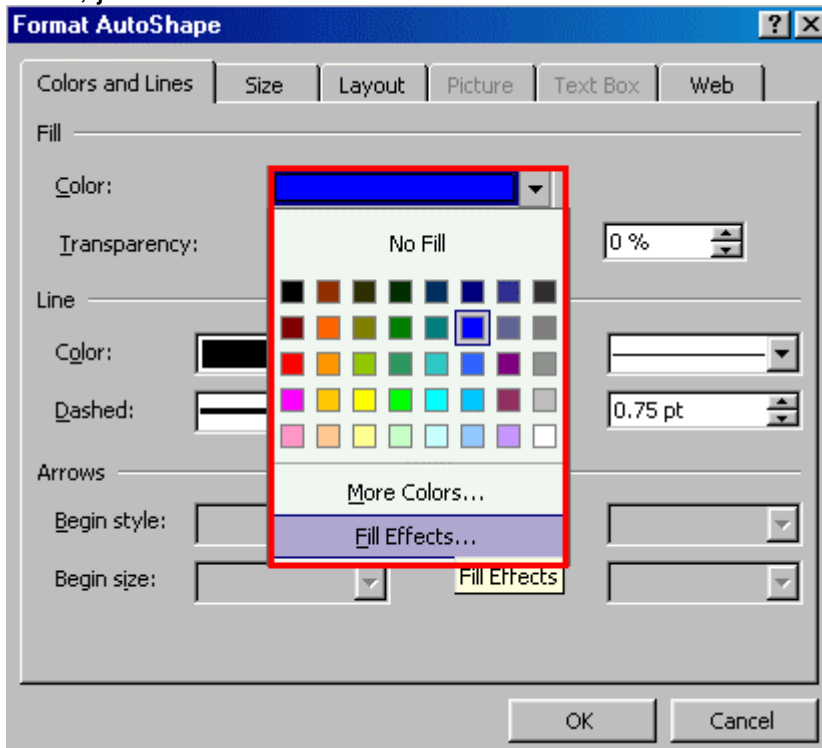 Format AutoShape
Colors and Lines Size Layout Picture Text Box Web
Fill
Color:
No Fill
Transparency: 0 %
Line
Color:
Dashed: 0.75 pt
More Colors...
Arrows
Begin style: Fill Effects...
Begin size: Fill Effects
OK Cancel